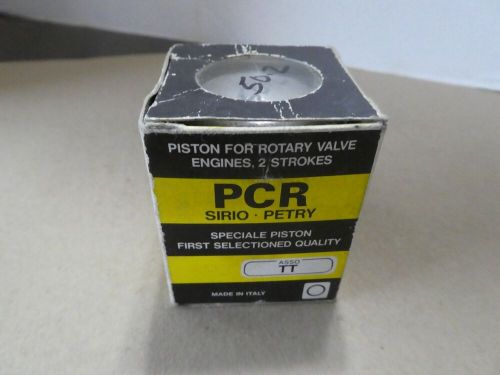 502
PISTON FOR ROTARY VALVE
ENGINES, 2 STROKES
PCR
SIRIO · PETRY
SPECIALE PISTON
FIRST SELECTIONED QUALITY
ASSO
TT
MADE IN ITALY